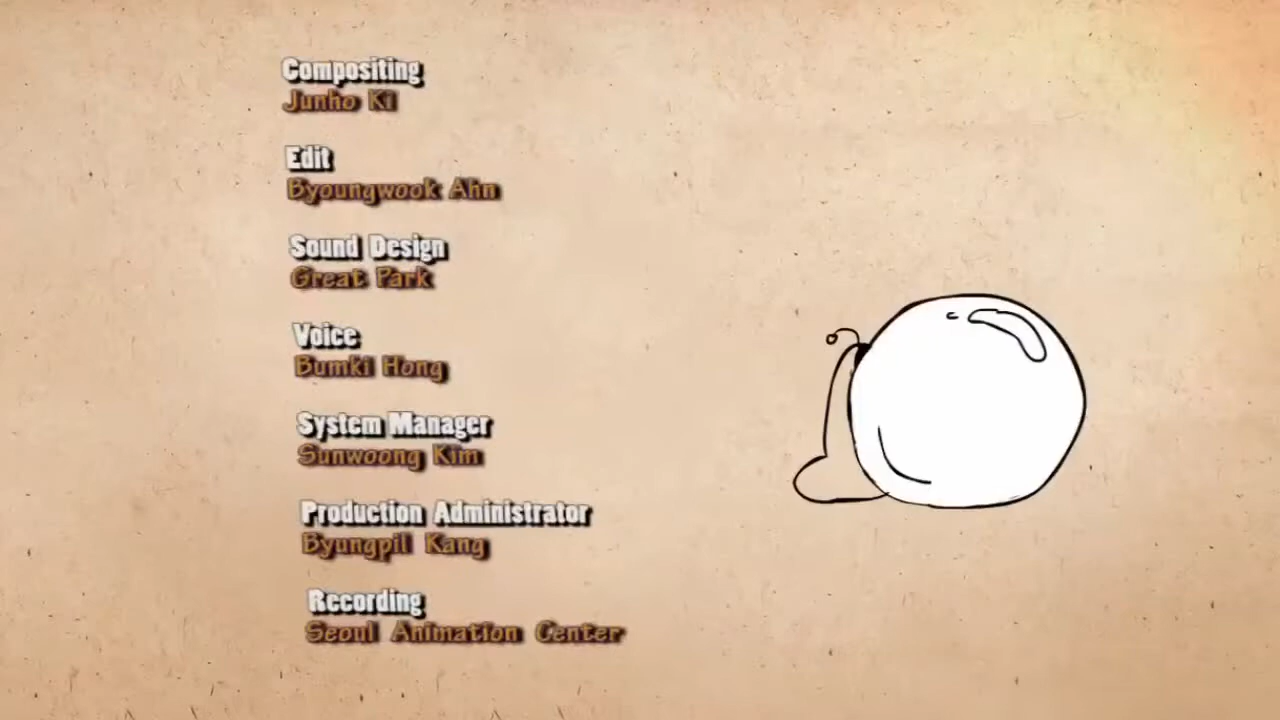 Compositing
Junho Ki
Edit
Byoungwook Ahn
Sound Design
Great Park
Voice
Bumki Hong
System Manager
Sunwoong Kim
Production Administrator
Byungpil Kang
Recording
Seoul Animation Center